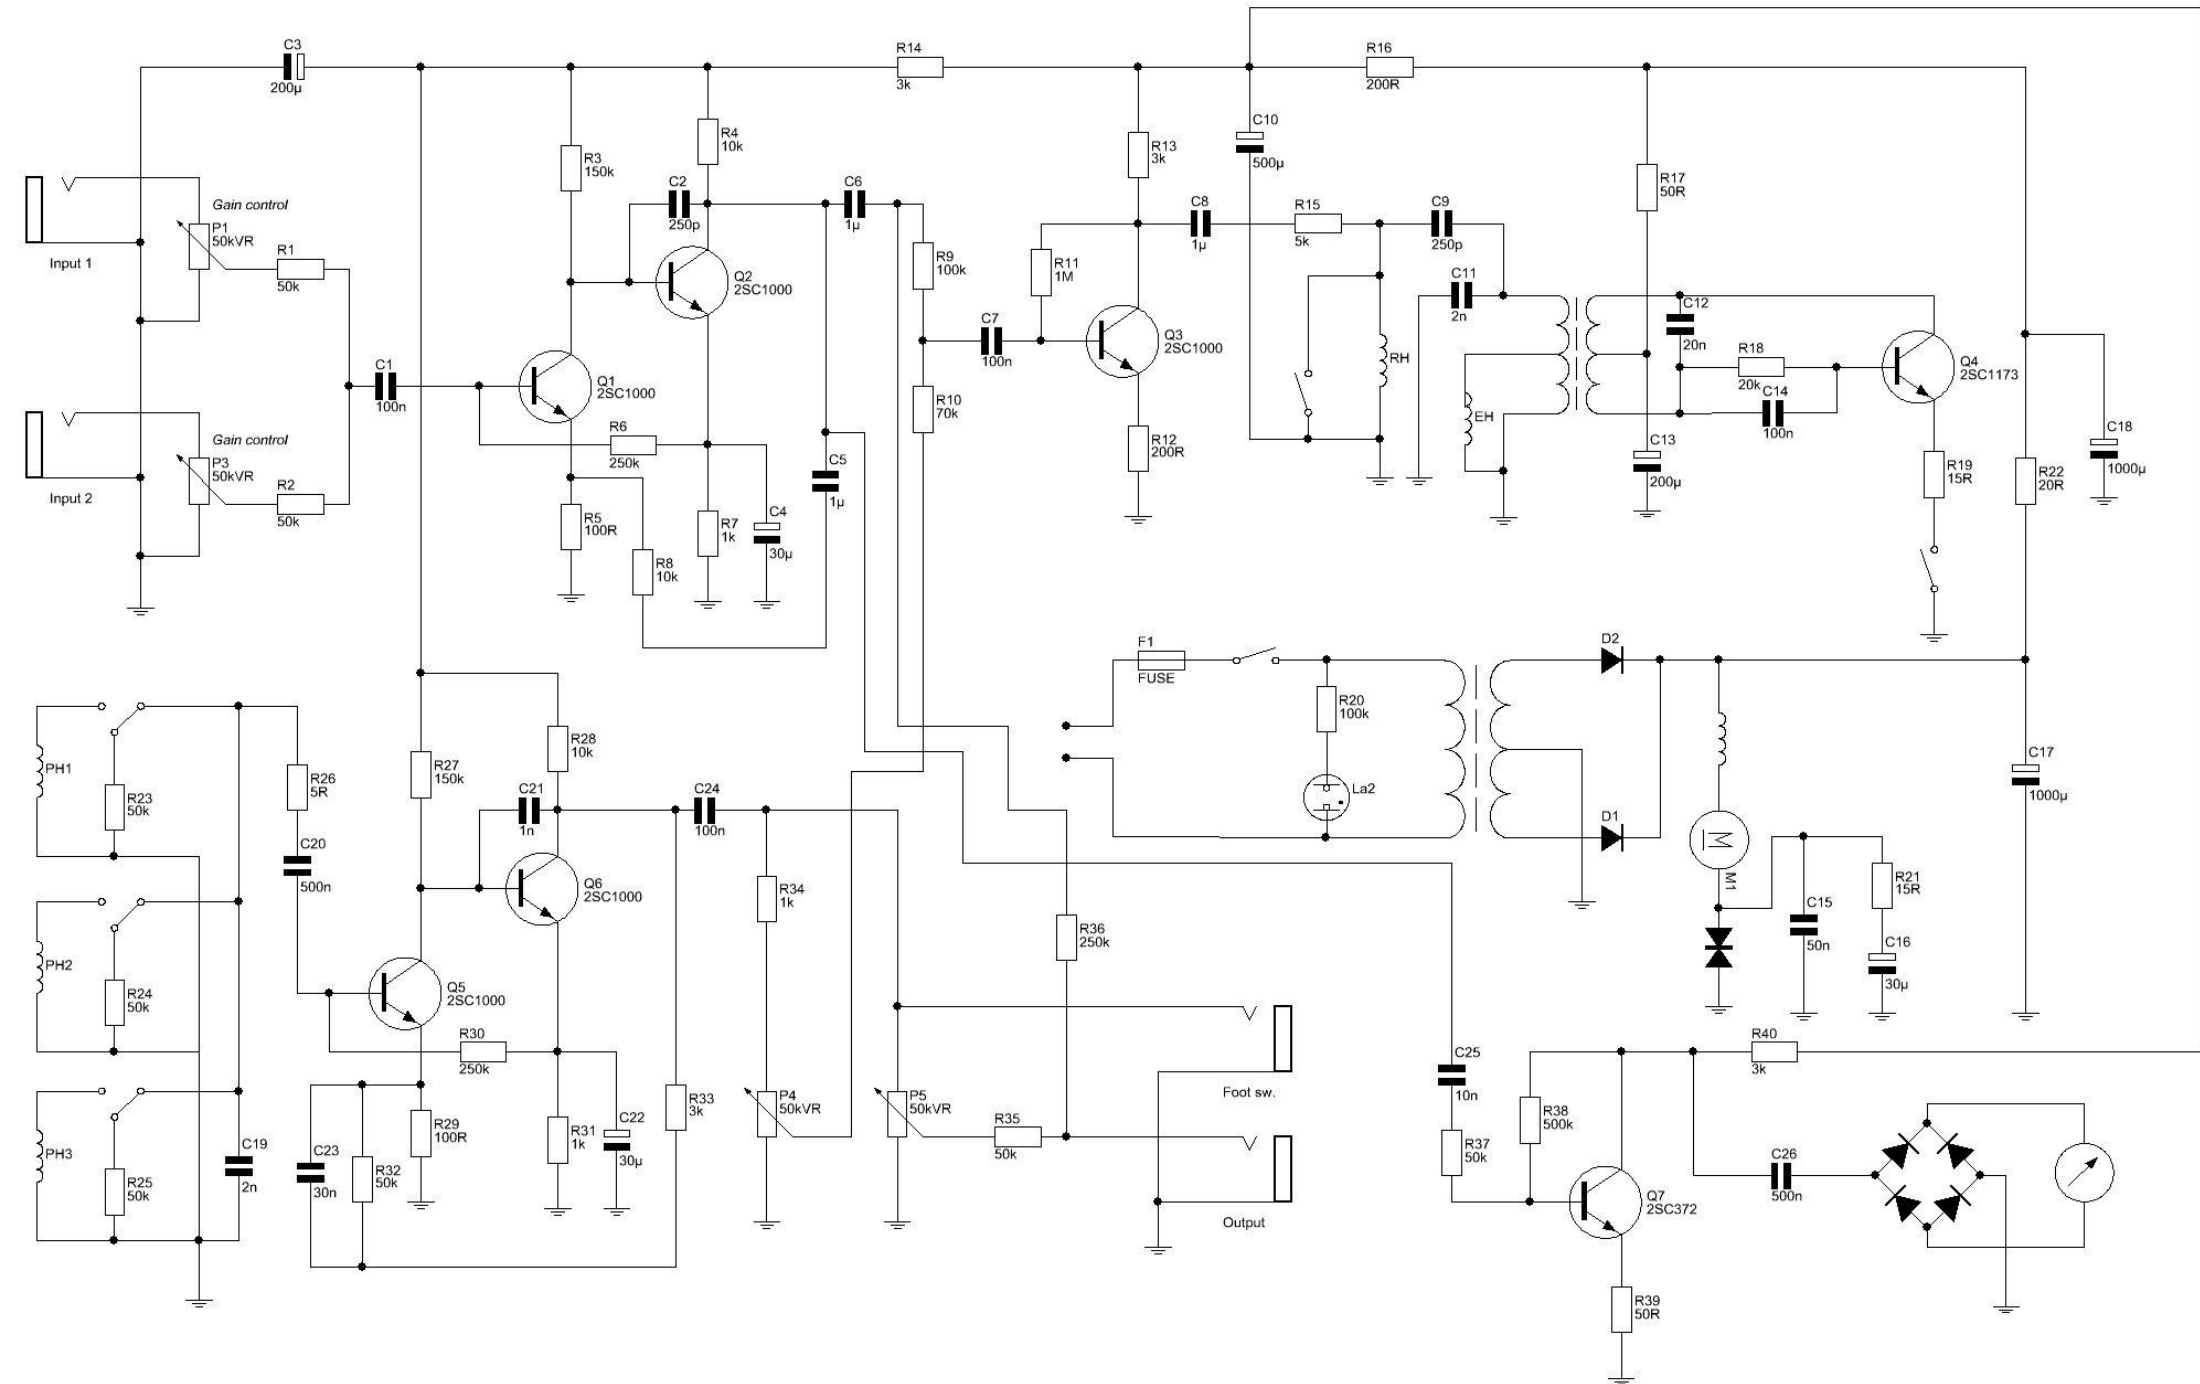 C3
200µ
R14
3k
R16
200R
C10
500µ
R4
10k
R3
150k
R13
3k
R17
50R
Gain control
P1
50kVR
R1
50k
Input 1
C2
250p
C6
1µ
C8
1µ
R15
5k
C9
250p
R9
100k
R11
1M
C11
2n
Q2
2SC1000
C12
20n
Q3
2SC1000
C7
100n
RH
R18
20k
C14
100n
Q4
2SC1173
C1
100n
Q1
2SC1000
R10
70k
EH
Gain control
P3
50kVR
R2
50k
Input 2
R6
250k
R12
200R
C13
200µ
C18
1000µ
C5
1µ
R19
15R
R22
20R
R5
100R
R7
1k
C4
30µ
R8
10k
F1
FUSE
D2
R20
100k
La2
D1
R28
10k
PH1
R23
50k
R26
5R
R27
150k
C17
1000µ
C21
1n
C24
100n
M
M1
C20
500n
Q6
2SC1000
R34
1k
R21
15R
C15
50n
C16
30µ
R36
250k
PH2
R24
50k
Q5
2SC1000
R30
250k
R40
3k
C25
10n
Foot sw.
R33
3k
P4
50kVR
P5
50kVR
R35
50k
R38
500k
R29
100R
R31
1k
C22
30µ
R37
50k
PH3
R25
50k
C19
2n
C23
30n
R32
50k
C26
500n
Q7
2SC372
Output
R39
50R